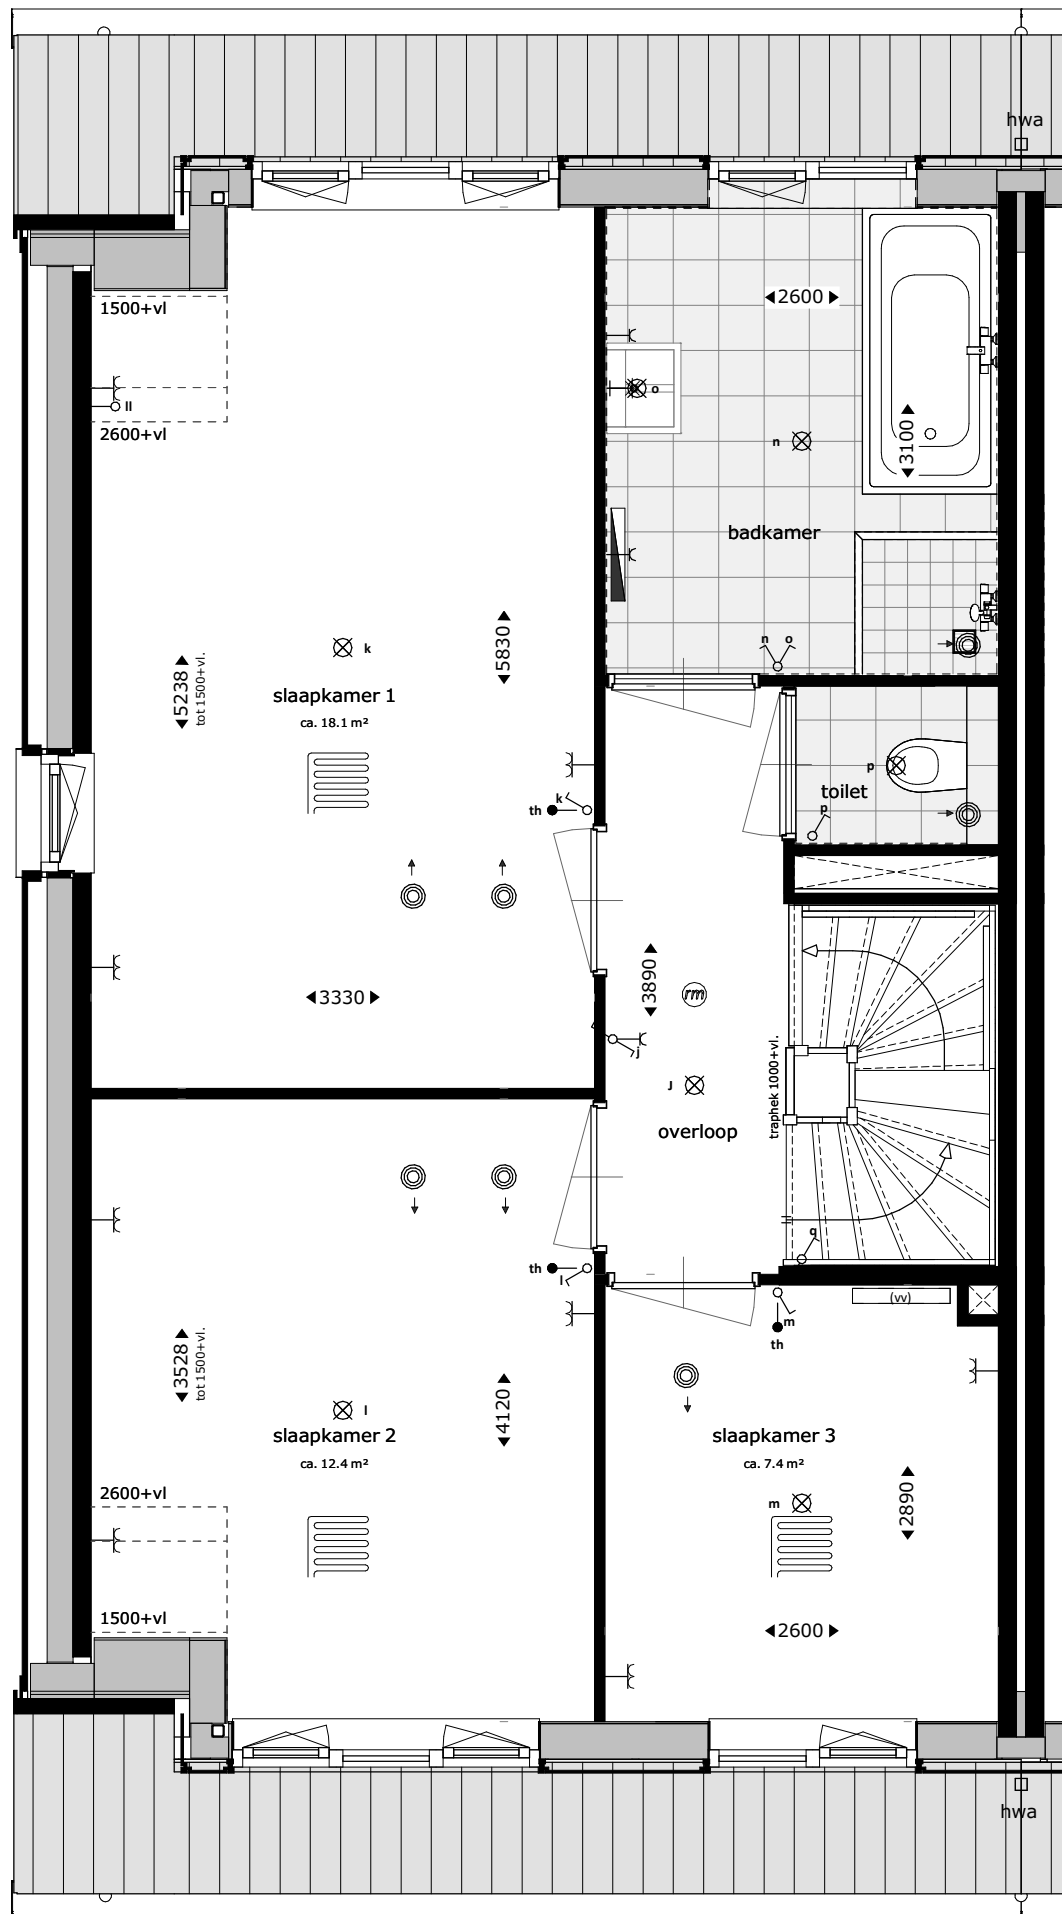 hwa
1500+vl
2600
ll
2600+vl
o
n
3100
badkamer
n o
5830
k
5238
tot 1500+vl.
slaapkamer 1
ca. 18.1 m²
p
toilet
p
k
th
3890
rm
3330
j
J
traphek 1000+vl.
overloop
q
th
l
(vv)
m
th
3528
tot 1500+vl.
4120
l
slaapkamer 2
ca. 12.4 m²
slaapkamer 3
ca. 7.4 m²
2600+vl
m
2890
1500+vl
2600
hwa